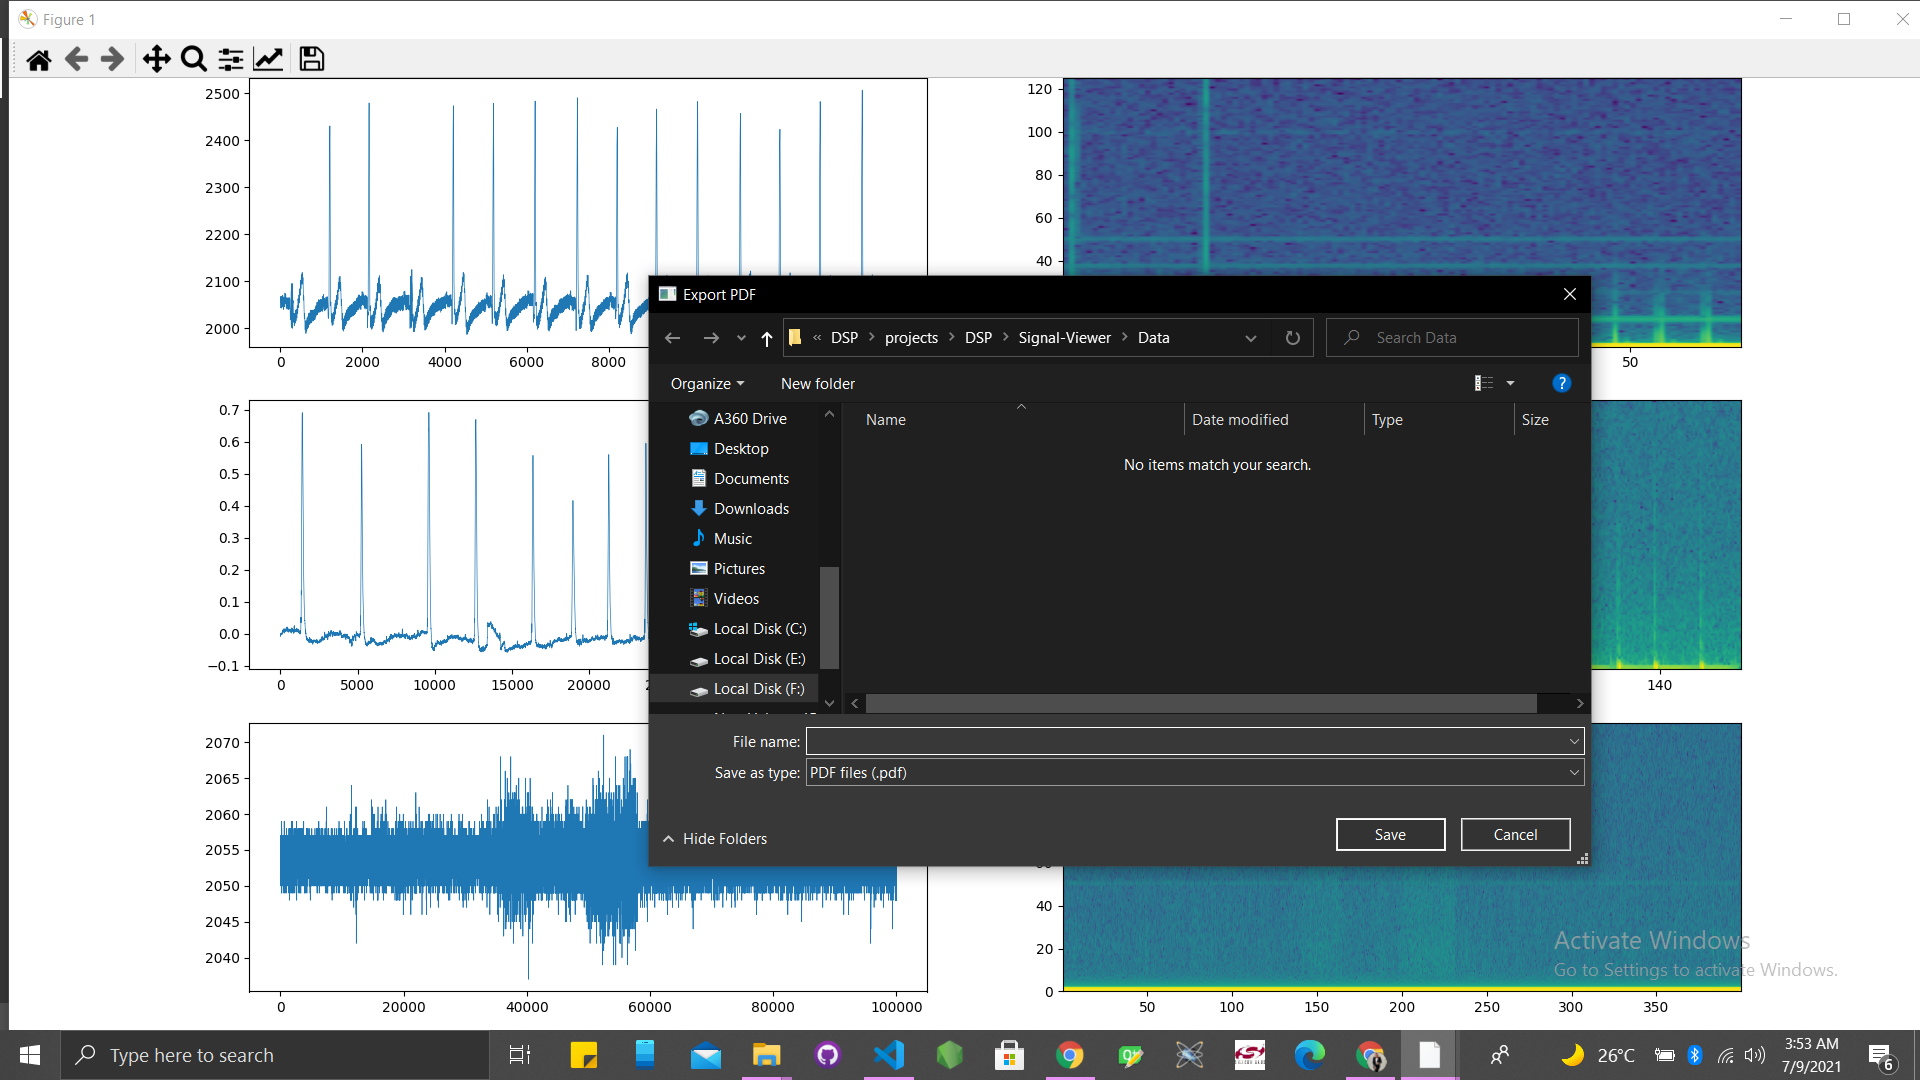 Figure 1
2500
2400
2300
2200
2100
2000
0 2000 4000 6000 8000
120
100
80
60
40
50
Export PDF
« DSP > projects > DSP > Signal-Viewer > Data
Search Data
Organize New folder
?
A360 Drive
Desktop
Documents
Downloads
Music
Pictures
Videos
Local Disk (C:)
Local Disk (E:)
Local Disk (F:)
Name Date modified Type Size
No items match your search.
File name:
Save as type: PDF files (.pdf)
Hide Folders
Save Cancel
0.7
0.6
0.5
0.4
0.3
0.2
0.1
0.0
−0.1
0 5000 10000 15000 20000
140
2070
2065
2060
2055
2050
2045
2040
0 20000 40000 60000 80000 100000
40
20
0
50 100 150 200 250 300 350
Activate Windows
Go to Settings to activate Windows.
Type here to search
26°C
3:53 AM
7/9/2021
6